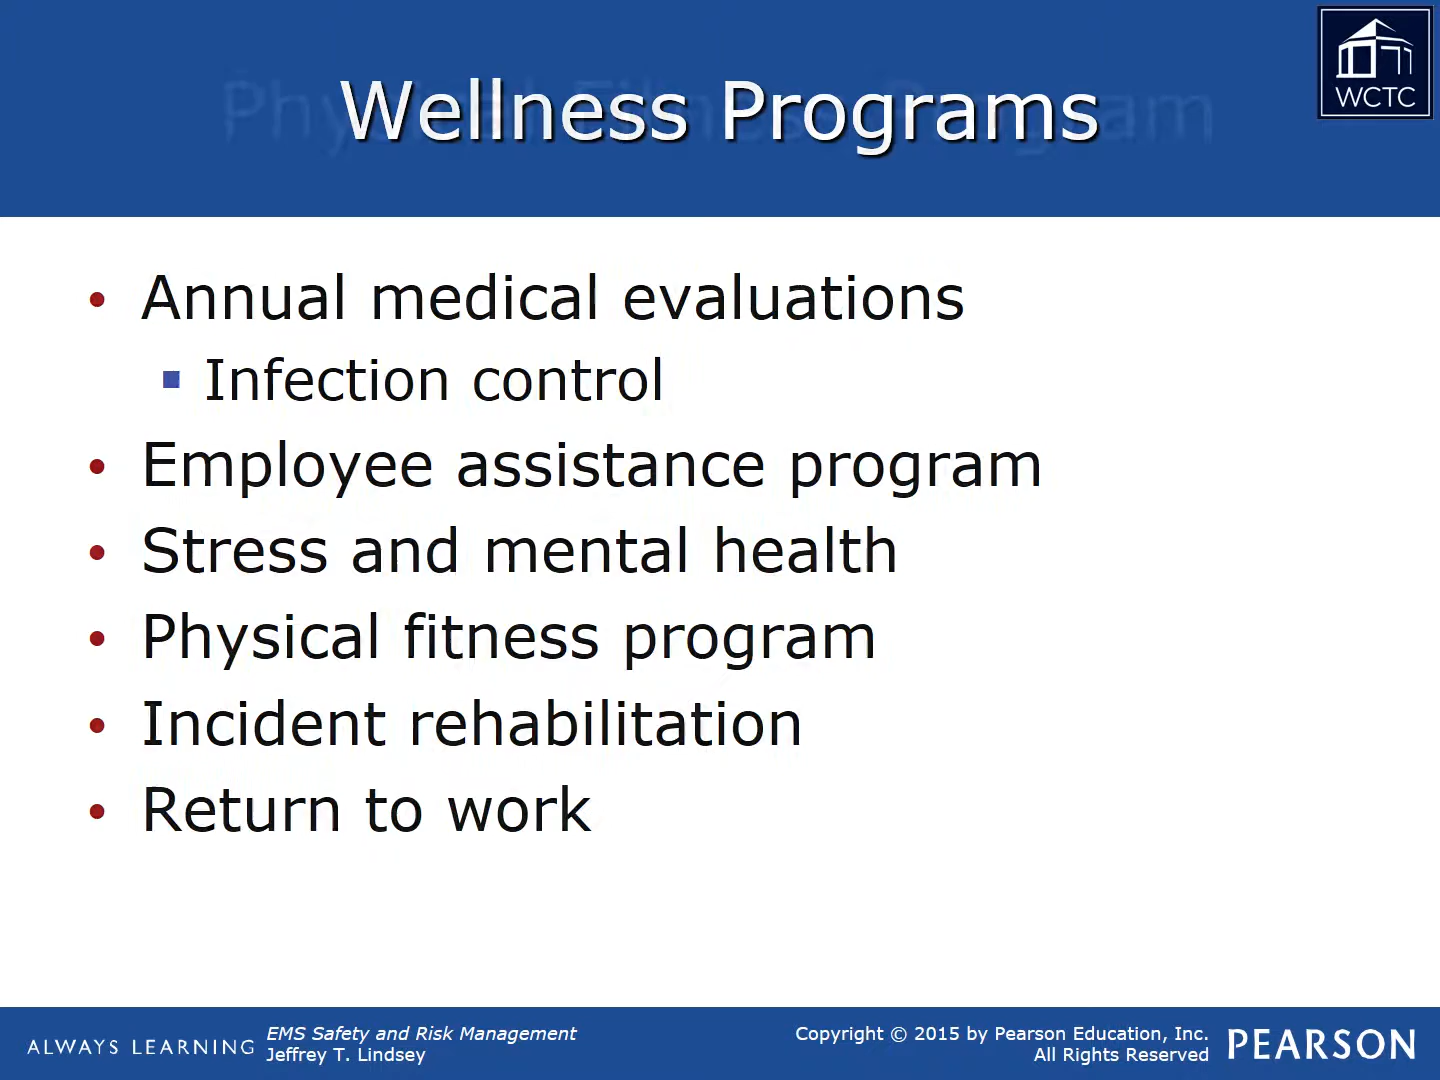 Wellness Programs
WCTC
• Annual medical evaluations
▪ Infection control
• Employee assistance program
• Stress and mental health
• Physical fitness program
• Incident rehabilitation
• Return to work
ALWAYS LEARNING
EMS Safety and Risk Management
Jeffrey T. Lindsey
Copyright © 2015 by Pearson Education, Inc.
All Rights Reserved
PEARSON